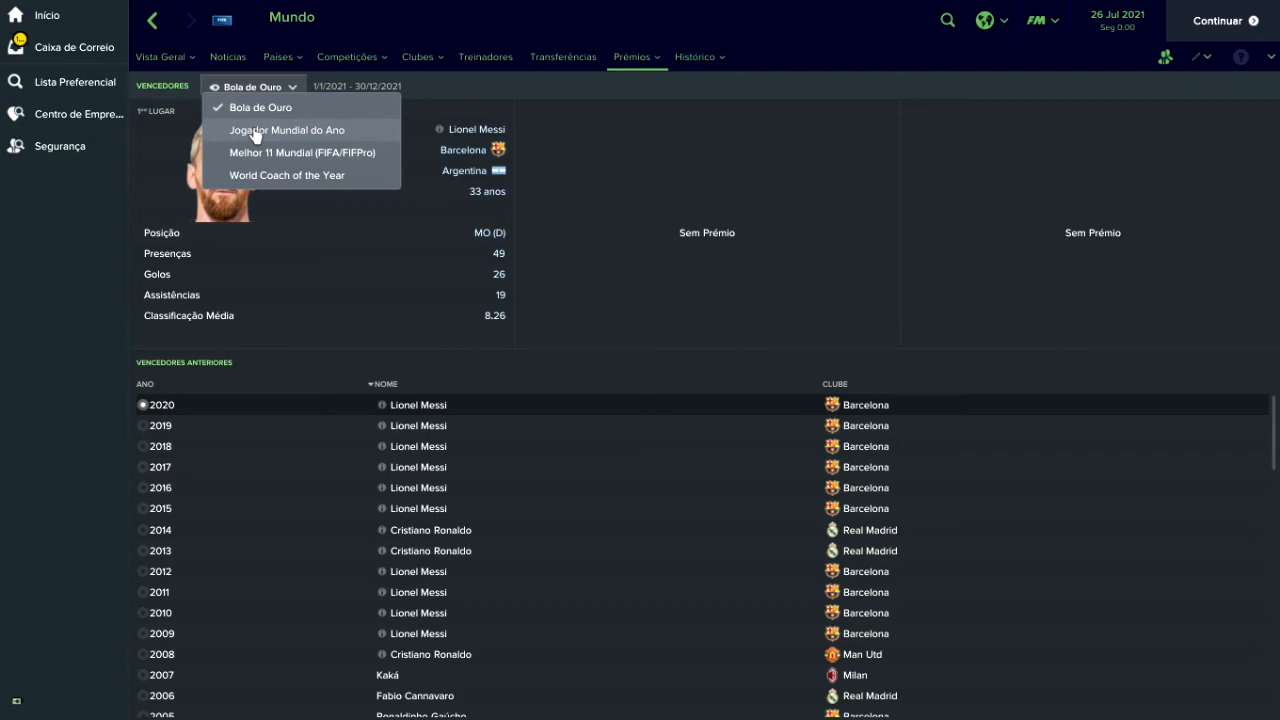 Início
Mundo
FM
26 Jul 2021
Seg 0:00
Continuar
Caixa de Correio
Vista Geral Notícias Países Competições Clubes Treinadores Transferências Prémios Histórico
Lista Preferencial
VENCEDORES Bola de Ouro 1/1/2021 - 30/12/2021
Centro de Empre...
Segurança
1.º LUGAR
Bola de Ouro
Jogador Mundial do Ano
Melhor 11 Mundial (FIFA/FIFPro)
World Coach of the Year
Lionel Messi
Barcelona
Argentina
33 anos
Posição MO (D)
Presenças 49
Golos 26
Assistências 19
Classificação Média 8.26
Sem Prémio
Sem Prémio
VENCEDORES ANTERIORES
ANO NOME CLUBE
2020 Lionel Messi Barcelona
2019 Lionel Messi Barcelona
2018 Lionel Messi Barcelona
2017 Lionel Messi Barcelona
2016 Lionel Messi Barcelona
2015 Lionel Messi Barcelona
2014 Cristiano Ronaldo Real Madrid
2013 Cristiano Ronaldo Real Madrid
2012 Lionel Messi Barcelona
2011 Lionel Messi Barcelona
2010 Lionel Messi Barcelona
2009 Lionel Messi Barcelona
2008 Cristiano Ronaldo Man Utd
2007 Kaká Milan
2006 Fabio Cannavaro Real Madrid
2005 Ronaldinho Gaúcho Barcelona